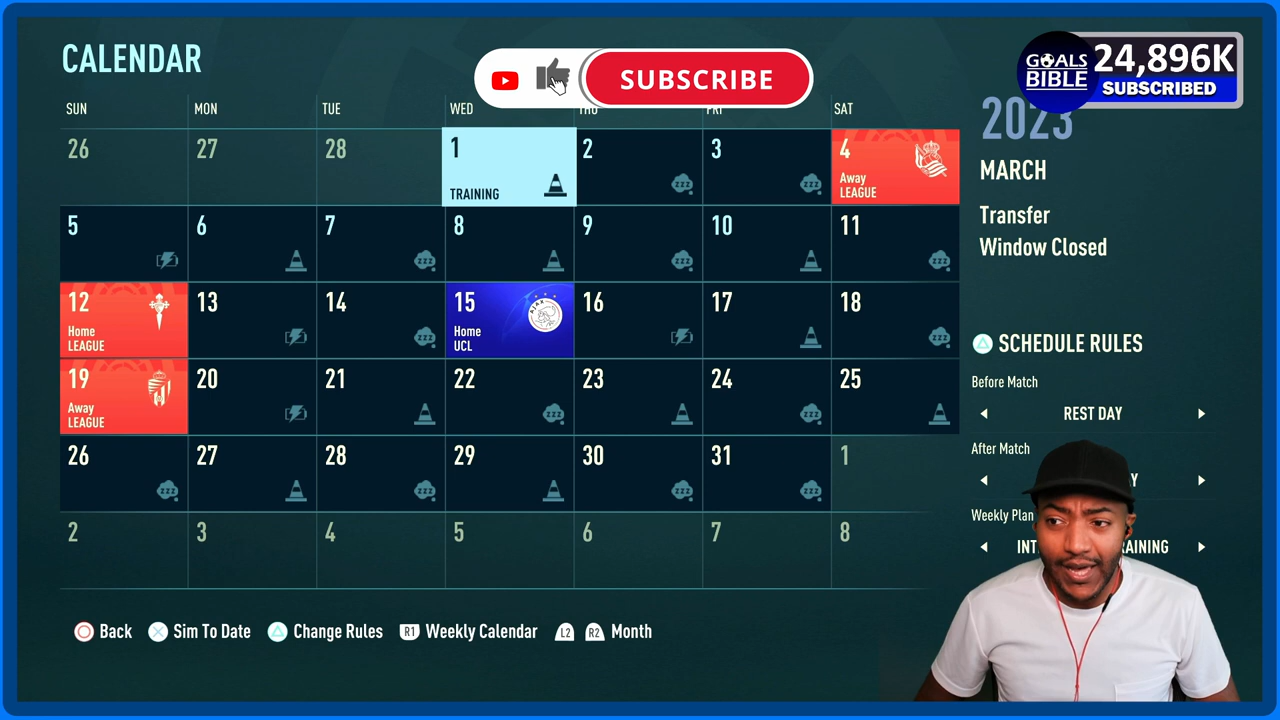 CALENDAR
SUBSCRIBE
GOALS
BIBLE
24,896K
SUBSCRIBED
SUN MON TUE WED THU FRI SAT
2023
MARCH
Transfer
Window Closed
26 27 28 1 2 3 4
TRAINING
Away
LEAGUE
5 6 7 8 9 10 11
12 13 14 15 16 17 18
Home
LEAGUE
Home
UCL
AJAX
19 20 21 22 23 24 25
Away
LEAGUE
26 27 28 29 30 31 1
2 3 4 5 6 7 8
SCHEDULE RULES
Before Match
REST DAY
After Match
Weekly Plan
Back Sim To Date Change Rules R1 Weekly Calendar L2 R2 Month